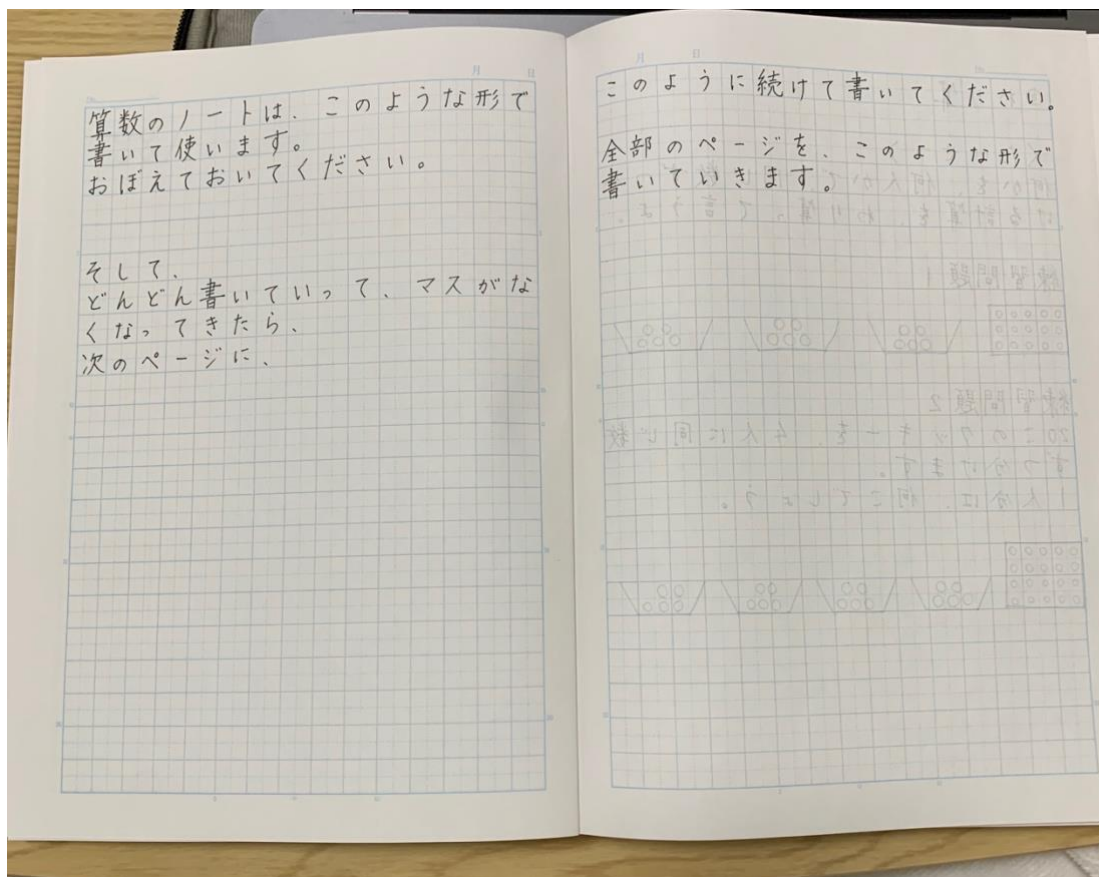 月 日
算数のノートは、このような形で
書いて使います。
おぼえておいてください。
そして、
どんどん書いていって、マスがな
くなってきたら、
次のページに、
月 日
このように続けて書いてください。
全部のページを、このような形で
書いていきます。
練習問題
練習問題2
20このクッキーを、4人に同じ数
ずつ分けます。
1人分は、何こでしょう。